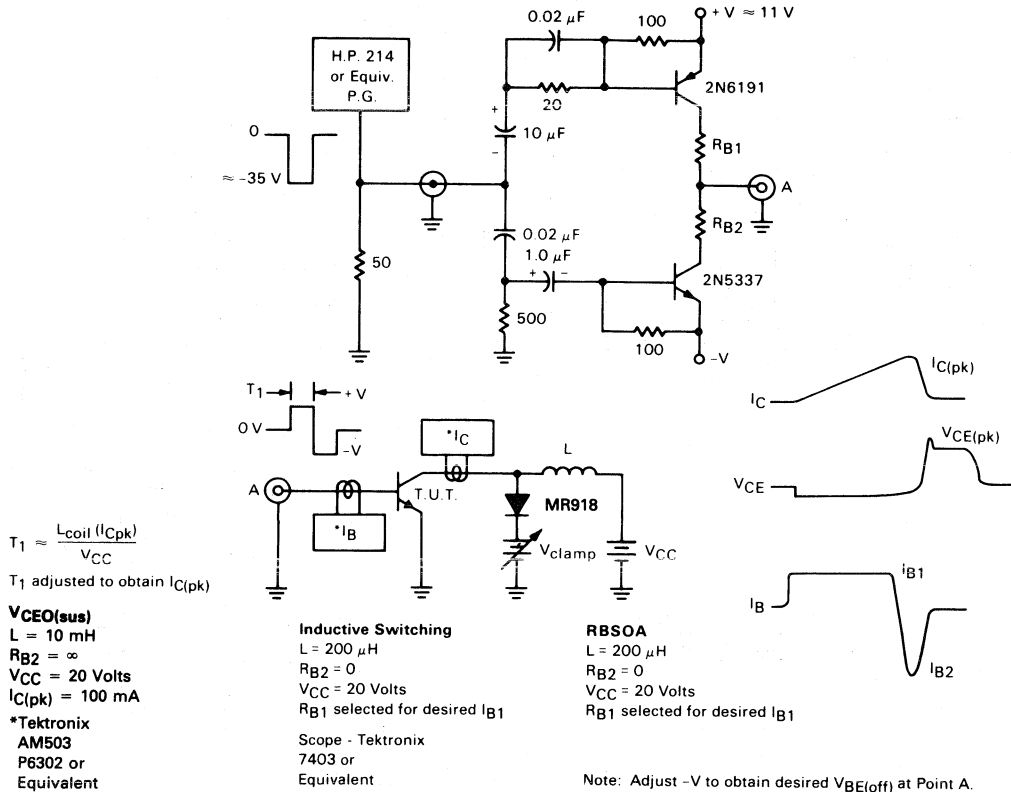 0.02 μF
100
+V ≈ 11 V
H.P. 214
or Equiv.
P.G.
20
2N6191
0
+
10 μF
−
RB1
≈ −35 V
A
RB2
0.02 μF
1.0 μF
+ −
50
2N5337
500
100
−V
T1
+V
0 V
−V
*IC
L
A
T.U.T.
MR918
*IB
Vclamp
VCC
IC
IC(pk)
VCE
VCE(pk)
IB
iB1
IB2
T1 ≈ Lcoil (ICpk)
VCC
T1 adjusted to obtain IC(pk)
VCEO(sus)
L = 10 mH
RB2 = ∞
VCC = 20 Volts
IC(pk) = 100 mA
*Tektronix
AM503
P6302 or
Equivalent
Inductive Switching
L = 200 μH
RB2 = 0
VCC = 20 Volts
RB1 selected for desired IB1
Scope - Tektronix
7403 or
Equivalent
RBSOA
L = 200 μH
RB2 = 0
VCC = 20 Volts
RB1 selected for desired IB1
Note: Adjust −V to obtain desired VBE(off) at Point A.